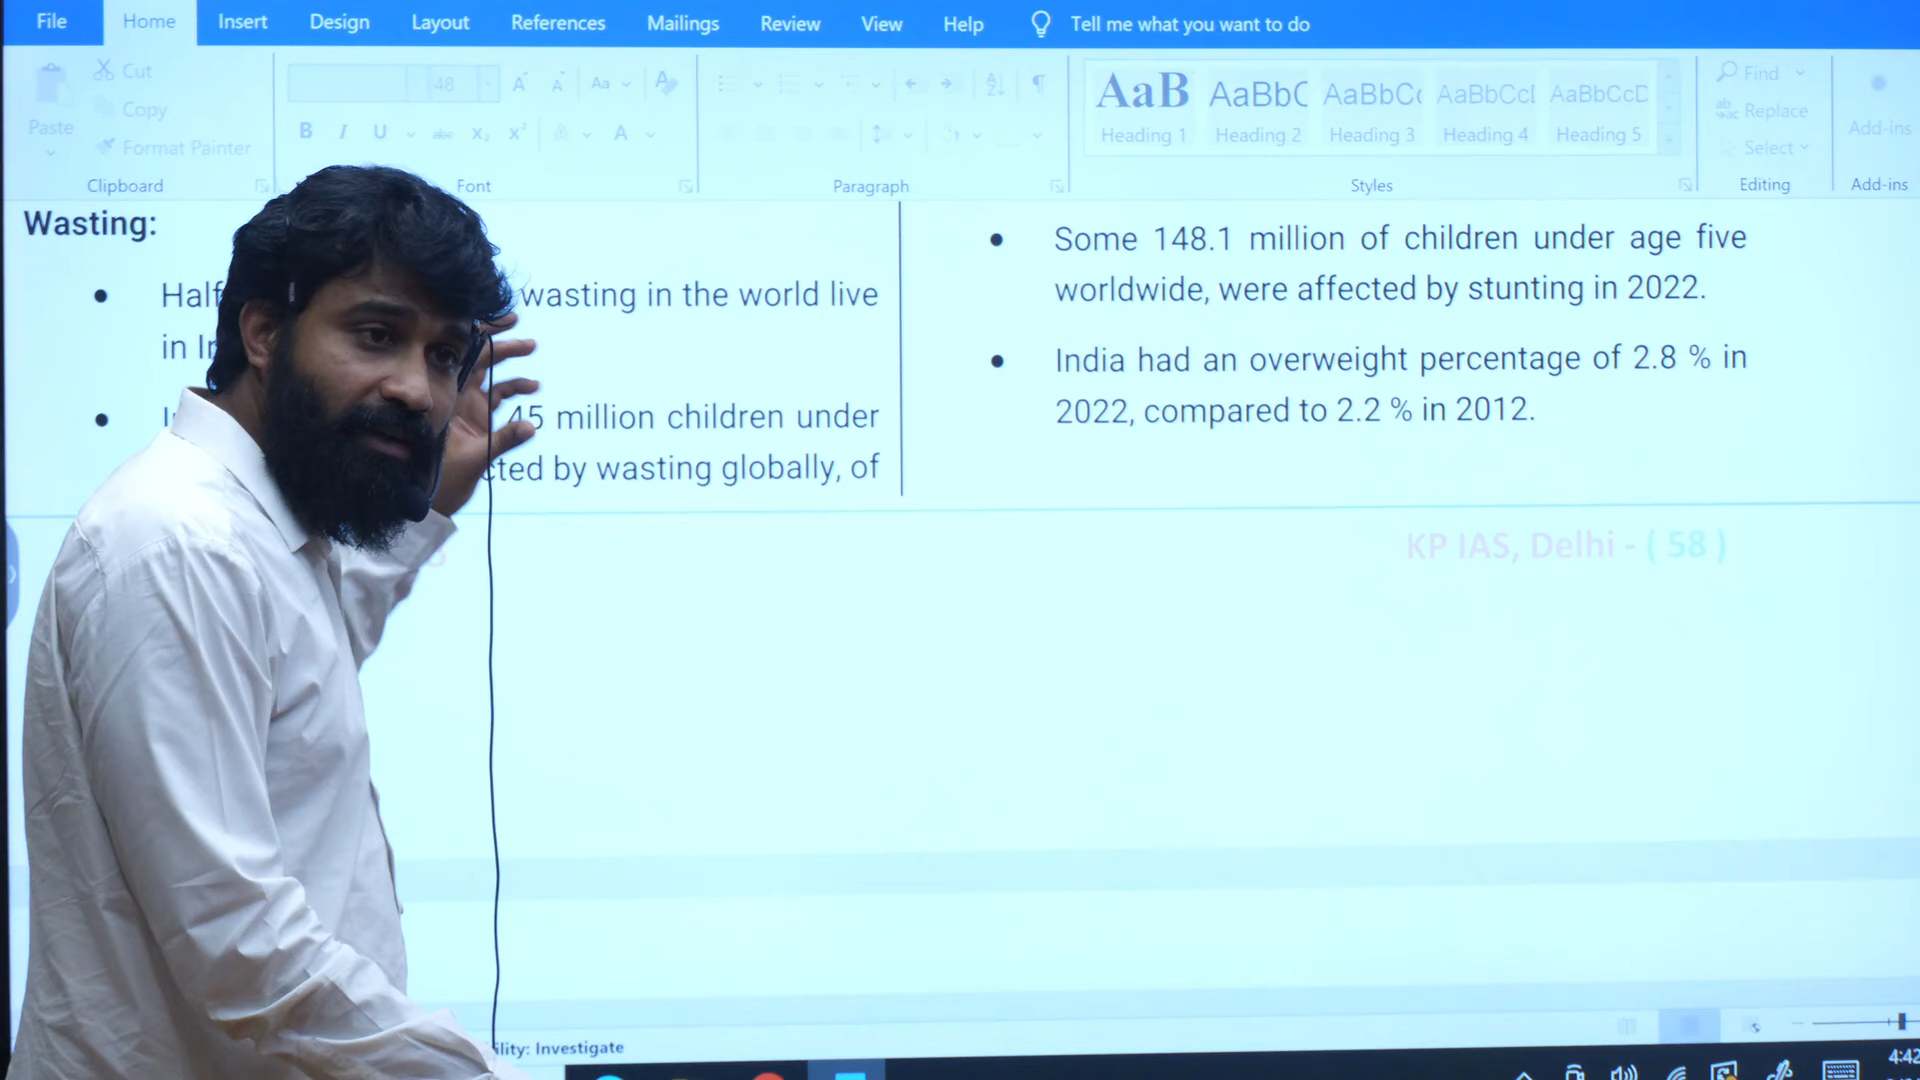 File Home Insert Design Layout References Mailings Review View Help Tell me what you want to do
Cut
Copy
Paste
Format Painter
48
Clipboard
Font
Paragraph
AaB AaBbC AaBbCc AaBbCcI AaBbCcD
Heading 1 Heading 2 Heading 3 Heading 4 Heading 5
Styles
Find
Replace
Select
Editing
Add-ins
Add-ins
Wasting:
• Half wasting in the world live
in
45 million children under
by wasting globally, of
• Some 148.1 million of children under age five
worldwide, were affected by stunting in 2022.
• India had an overweight percentage of 2.8 % in
2022, compared to 2.2 % in 2012.
KP IAS, Delhi - ( 58 )
Investigate
4:42